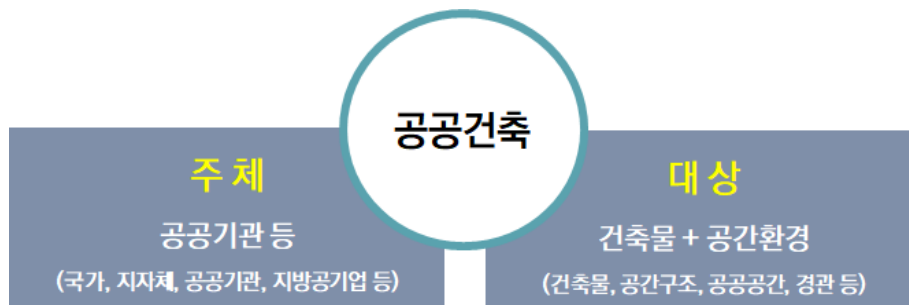 공공건축
주 체
공공기관 등
(국가, 지자체, 공공기관, 지방공기업 등)
대 상
건축물 + 공간환경
(건축물, 공간구조, 공공공간, 경관 등)